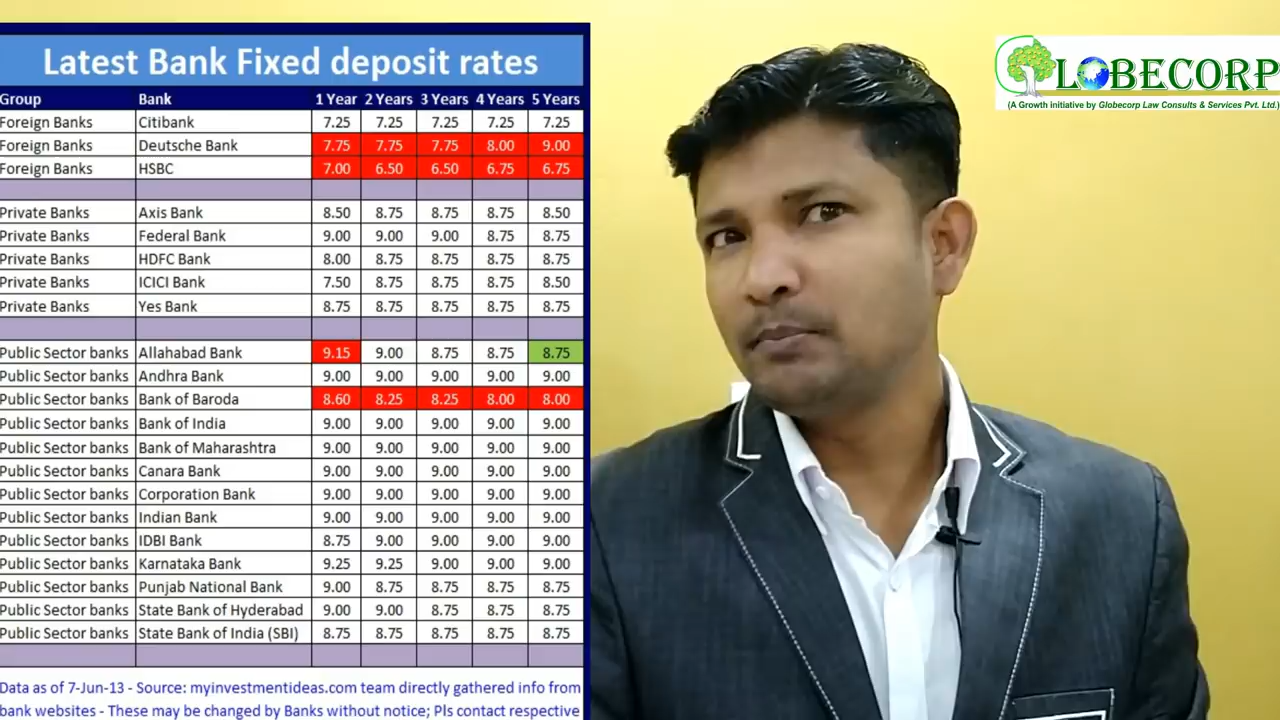 Latest Bank Fixed deposit rates
Group Bank 1 Year 2 Years 3 Years 4 Years 5 Years
Foreign Banks Citibank 7.25 7.25 7.25 7.25 7.25
Foreign Banks Deutsche Bank 7.75 7.75 7.75 8.00 9.00
Foreign Banks HSBC 7.00 6.50 6.50 6.75 6.75
Private Banks Axis Bank 8.50 8.75 8.75 8.75 8.50
Private Banks Federal Bank 9.00 9.00 9.00 8.75 8.75
Private Banks HDFC Bank 8.00 8.75 8.75 8.75 8.75
Private Banks ICICI Bank 7.50 8.75 8.75 8.75 8.50
Private Banks Yes Bank 8.75 8.75 8.75 8.75 8.75
Public Sector banks Allahabad Bank 9.15 9.00 8.75 8.75 8.75
Public Sector banks Andhra Bank 9.00 9.00 9.00 9.00 9.00
Public Sector banks Bank of Baroda 8.60 8.25 8.25 8.00 8.00
Public Sector banks Bank of India 9.00 9.00 9.00 9.00 9.00
Public Sector banks Bank of Maharashtra 9.00 9.00 9.00 9.00 9.00
Public Sector banks Canara Bank 9.00 9.00 9.00 9.00 9.00
Public Sector banks Corporation Bank 9.00 9.00 9.00 9.00 9.00
Public Sector banks Indian Bank 9.00 9.00 9.00 9.00 9.00
Public Sector banks IDBI Bank 8.75 9.00 9.00 9.00 9.00
Public Sector banks Karnataka Bank 9.25 9.25 9.00 9.00 9.00
Public Sector banks Punjab National Bank 9.00 8.75 8.75 8.75 8.75
Public Sector banks State Bank of Hyderabad 9.00 9.00 8.75 8.75 8.75
Public Sector banks State Bank of India (SBI) 8.75 8.75 8.75 8.75 8.75
Data as of 7-Jun-13 - Source: myinvestmentideas.com team directly gathered info from
bank websites - These may be changed by Banks without notice; Pls contact respective
GLOBECORP
(A Growth initiative by Globecorp Law Consults & Services Pvt. Ltd.)